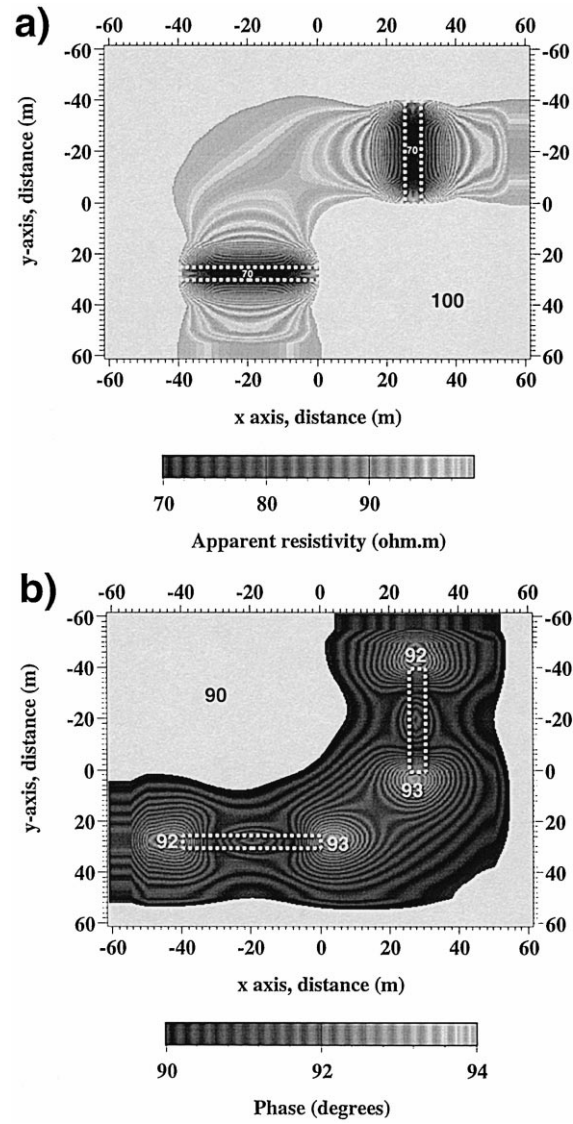 a)
-60 -40 -20 0 20 40 60
-60 -60
-40 -40
-20 -20
0 0
20 20
40 40
60 60
y-axis, distance (m)
70
70
100
-60 -40 -20 0 20 40 60
x axis, distance (m)
70 80 90
Apparent resistivity (ohm.m)
b)
-60 -40 -20 0 20 40 60
-60 -60
-40 -40
-20 -20
0 0
20 20
40 40
60 60
y-axis, distance (m)
92
90
93
92 93
-60 -40 -20 0 20 40 60
x axis, distance (m)
90 92 94
Phase (degrees)